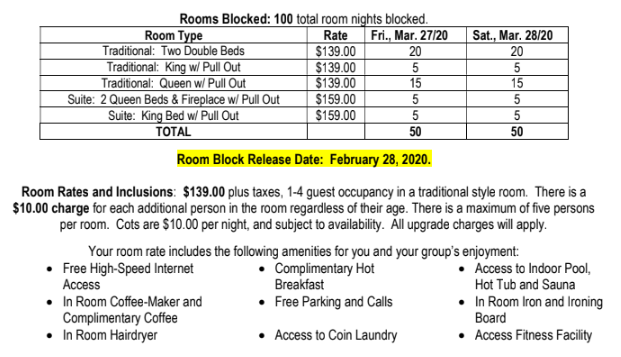 Rooms Blocked: 100 total room nights blocked.
Room Type Rate Fri., Mar. 27/20 Sat., Mar. 28/20
Traditional: Two Double Beds $139.00 20 20
Traditional: King w/ Pull Out $139.00 5 5
Traditional: Queen w/ Pull Out $139.00 15 15
Suite: 2 Queen Beds & Fireplace w/ Pull Out $159.00 5 5
Suite: King Bed w/ Pull Out $159.00 5 5
TOTAL 50 50
Room Block Release Date: February 28, 2020.
Room Rates and Inclusions: $139.00 plus taxes, 1-4 guest occupancy in a traditional style room. There is a
$10.00 charge for each additional person in the room regardless of their age. There is a maximum of five persons
per room. Cots are $10.00 per night, and subject to availability. All upgrade charges will apply.
Your room rate includes the following amenities for you and your group's enjoyment:
• Free High-Speed Internet
Access
• In Room Coffee-Maker and
Complimentary Coffee
• In Room Hairdryer
• Complimentary Hot
Breakfast
• Free Parking and Calls
• Access to Coin Laundry
• Access to Indoor Pool,
Hot Tub and Sauna
• In Room Iron and Ironing
Board
• Access Fitness Facility